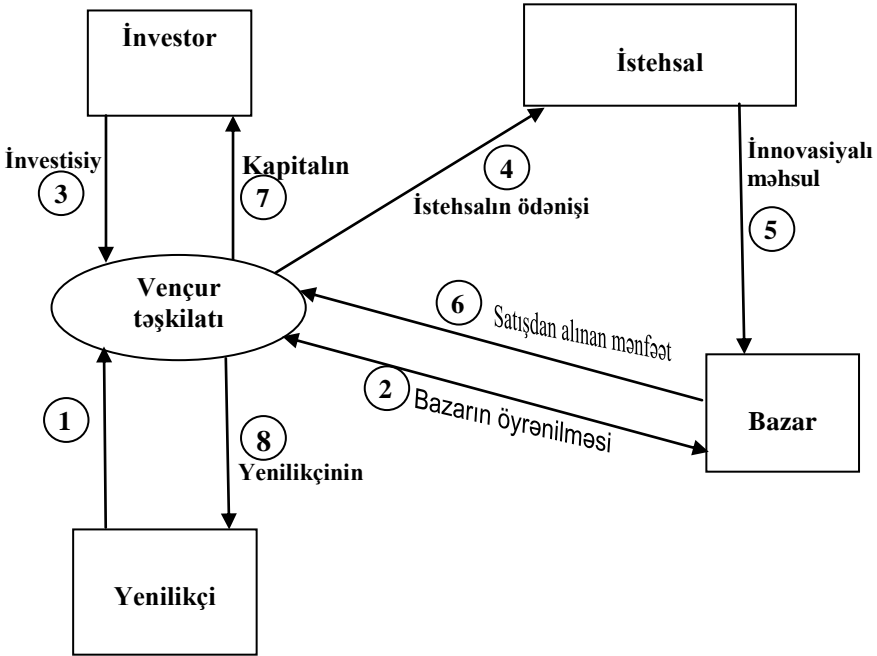 İnvestor
İstehsal
İnvestisiy
3
Kapitalın
7
4
İstehsalın ödənişi
İnnovasiyalı
məhsul
5
Vençur
təşkilatı
6
Satışdan alınan mənfəət
2
Bazarın öyrənilməsi
Bazar
1
8
Yenilikçinin
Yenilikçi